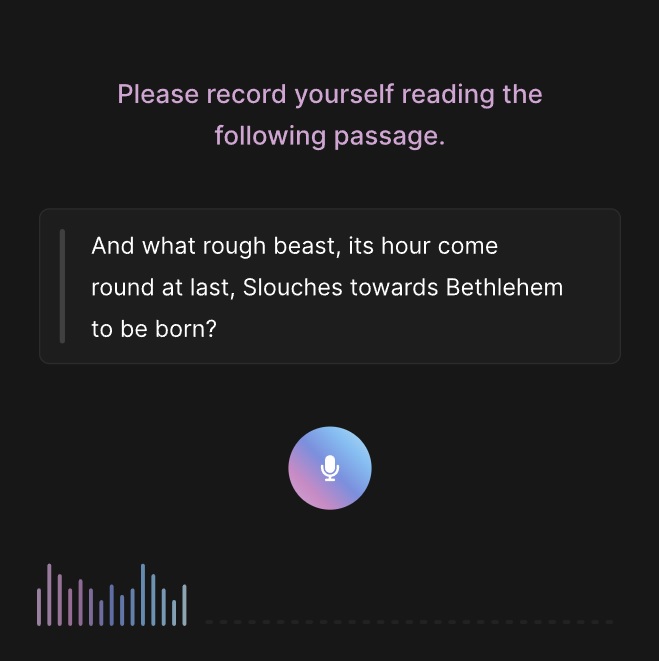 Please record yourself reading the
following passage.
And what rough beast, its hour come
round at last, Slouches towards Bethlehem
to be born?